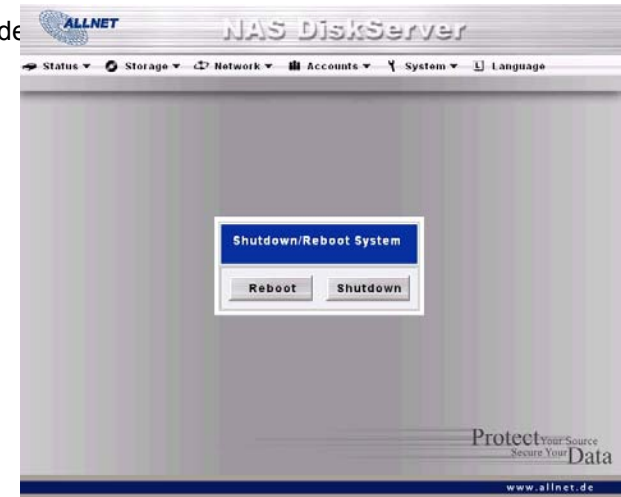 de
ALLNET
NAS DiskServer
Status Storage Network Accounts System L Language
Shutdown/Reboot System
Reboot Shutdown
Protect Your Source
Secure Your Data
www.allnet.de